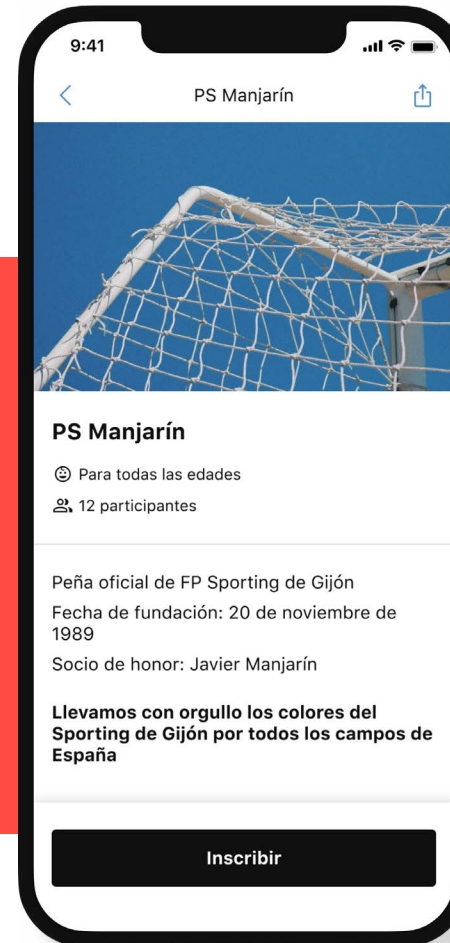 9:41
PS Manjarín
PS Manjarín
Para todas las edades
12 participantes
Peña oficial de FP Sporting de Gijón
Fecha de fundación: 20 de noviembre de
1989
Socio de honor: Javier Manjarín
Llevamos con orgullo los colores del
Sporting de Gijón por todos los campos de
España
Inscribir